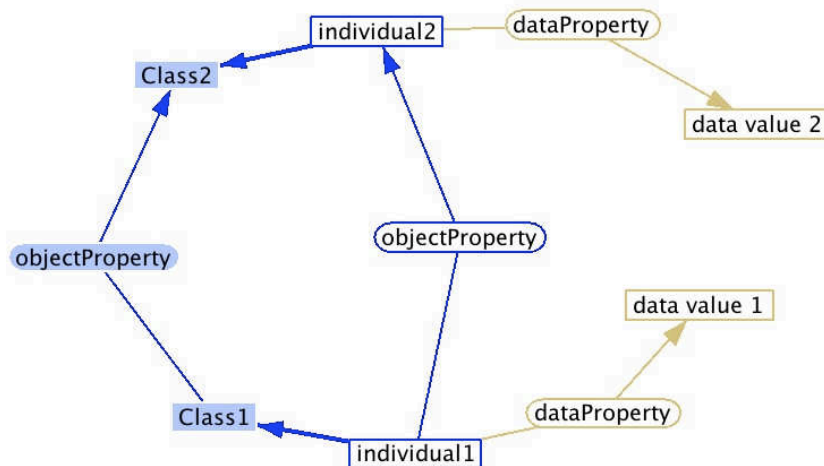 individual2
dataProperty
Class2
data value 2
objectProperty
objectProperty
data value 1
Class1
dataProperty
individual1